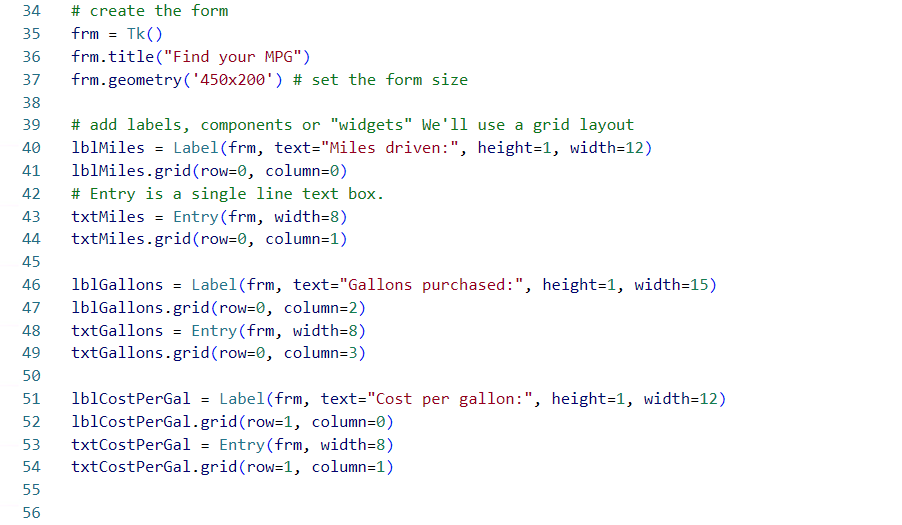 34 # create the form
35 frm = Tk()
36 frm.title("Find your MPG")
37 frm.geometry('450x200') # set the form size
38
39 # add labels, components or "widgets" We'll use a grid layout
40 lblMiles = Label(frm, text="Miles driven:", height=1, width=12)
41 lblMiles.grid(row=0, column=0)
42 # Entry is a single line text box.
43 txtMiles = Entry(frm, width=8)
44 txtMiles.grid(row=0, column=1)
45
46 lblGallons = Label(frm, text="Gallons purchased:", height=1, width=15)
47 lblGallons.grid(row=0, column=2)
48 txtGallons = Entry(frm, width=8)
49 txtGallons.grid(row=0, column=3)
50
51 lblCostPerGal = Label(frm, text="Cost per gallon:", height=1, width=12)
52 lblCostPerGal.grid(row=1, column=0)
53 txtCostPerGal = Entry(frm, width=8)
54 txtCostPerGal.grid(row=1, column=1)
55
56